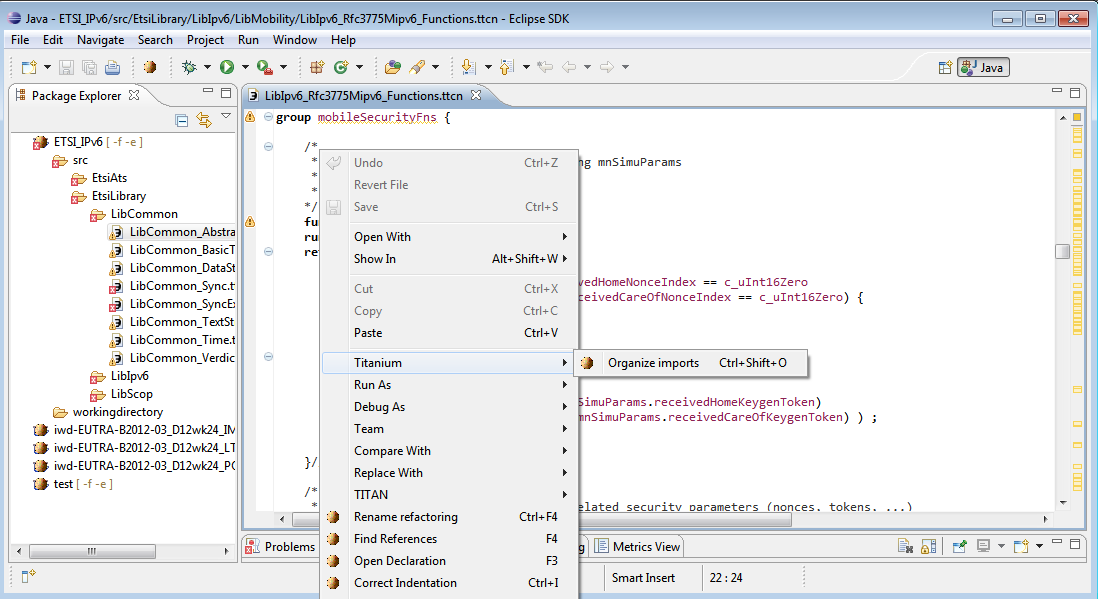 Java - ETSI_IPv6/src/EtsiLibrary/LibIpv6/LibMobility/LibIpv6_Rfc3775Mipv6_Functions.ttcn - Eclipse SDK
File Edit Navigate Search Project Run Window Help
Java
Package Explorer
LibIpv6_Rfc3775Mipv6_Functions.ttcn
ETSI_IPv6 [ -f -e ]
src
EtsiAts
EtsiLibrary
LibCommon
LibCommon_Abstra
LibCommon_BasicT
LibCommon_DataSt
LibCommon_Sync.t
LibCommon_SyncEx
LibCommon_TextSt
LibCommon_Time.t
LibCommon_Verdic
LibIpv6
LibScop
workingdirectory
iwd-EUTRA-B2012-03_D12wk24_IM
iwd-EUTRA-B2012-03_D12wk24_LT
iwd-EUTRA-B2012-03_D12wk24_PC
test [ -f -e ]
group mobileSecurityFns {
/*
* ng mnSimuParams
*
*
*/
fu
ru
re
vedHomeNonceIndex == c_uInt16Zero
ceivedCareOfNonceIndex == c_uInt16Zero) {
SimuParams.receivedHomeKeygenToken)
mnSimuParams.receivedCareOfKeygenToken) ) ;
}/
/*
* elated security parameters (nonces, tokens, ...)
Undo Ctrl+Z
Revert File
Save Ctrl+S
Open With
Show In Alt+Shift+W
Cut Ctrl+X
Copy Ctrl+C
Paste Ctrl+V
Titanium
Organize imports Ctrl+Shift+O
Run As
Debug As
Team
Compare With
Replace With
TITAN
Rename refactoring Ctrl+F4
Find References F4
Open Declaration F3
Correct Indentation Ctrl+I
Problems
g
Metrics View
Smart Insert
22 : 24